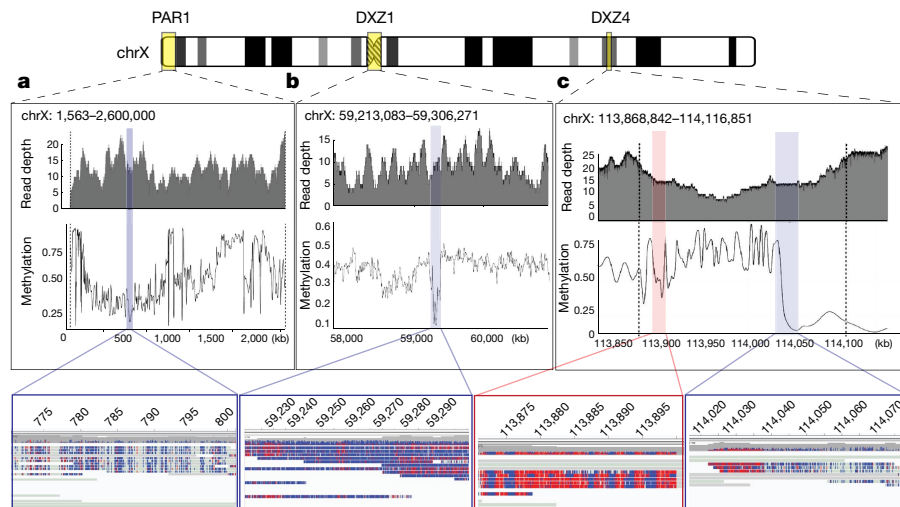 PAR1 DXZ1 DXZ4
chrX
a b c
chrX: 1,563–2,600,000
chrX: 59,213,083–59,306,271
chrX: 113,868,842–114,116,851
Read depth
20
15
10
5
0
Methylation
0.75
0.50
0.25
0 500 1,000 1,500 2,000 (kb)
Read depth
15
10
5
0
Methylation
0.6
0.5
0.4
0.3
0.2
0.1
58,000 59,000 60,000 (kb)
Read depth
25
20
15
10
5
0
Methylation
0.75
0.50
0.25
0
113,850 113,900 113,950 114,000 114,050 114,100 (kb)
775 780 785 790 795 800
59,230 59,240 59,250 59,260 59,270 59,280 59,290
113,875 113,880 113,885 113,890 113,895
114,020 114,030 114,040 114,050 114,060 114,070